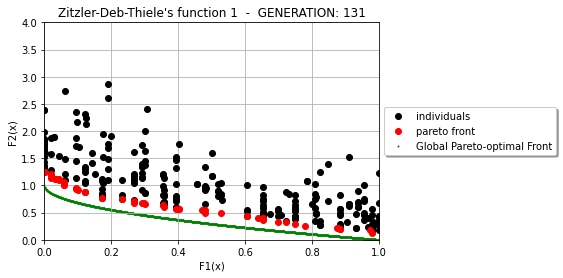 Zitzler-Deb-Thiele's function 1 - GENERATION: 131
4.0
3.5
3.0
2.5
2.0
1.5
1.0
0.5
0.0
F2(x)
0.0 0.2 0.4 0.6 0.8 1.0
F1(x)
individuals
pareto front
Global Pareto-optimal Front